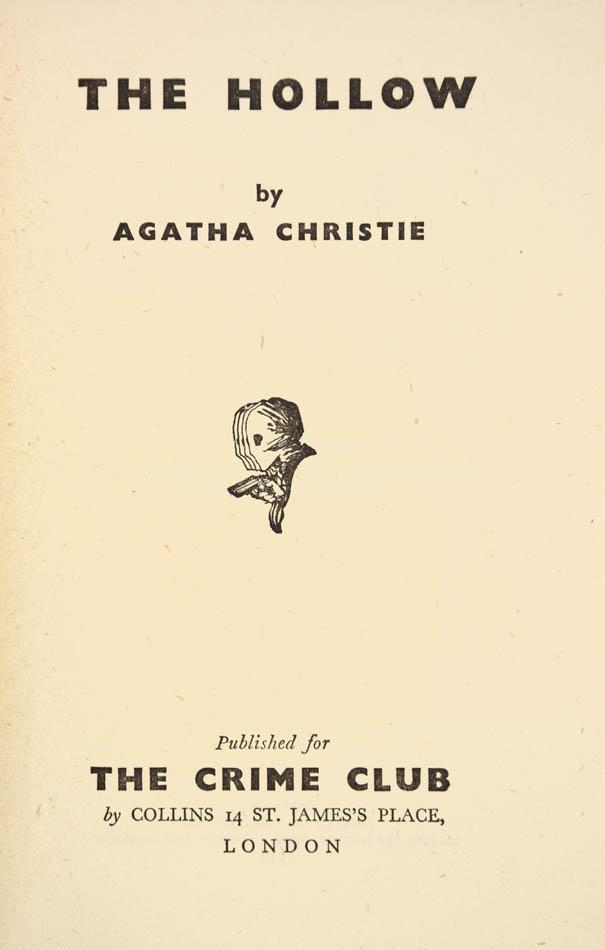 THE HOLLOW
by
AGATHA CHRISTIE
Published for
THE CRIME CLUB
by COLLINS 14 ST. JAMES'S PLACE,
LONDON